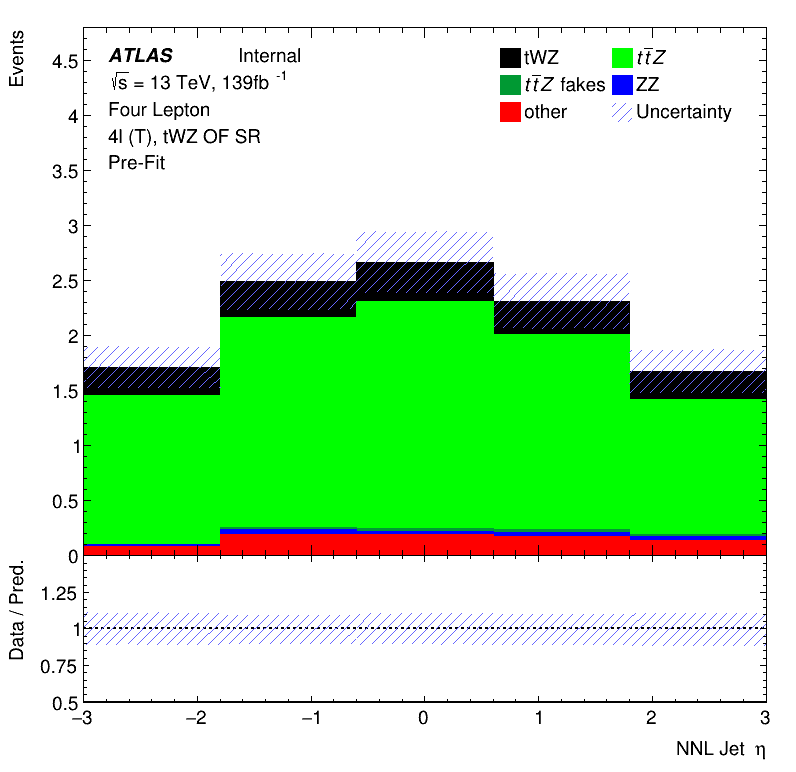 Events
4.5
4
3.5
3
2.5
2
1.5
1
0.5
0
ATLAS Internal
√s = 13 TeV, 139fb -1
Four Lepton
4l (T), tWZ OF SR
Pre-Fit
tWZ tt̄Z
tt̄Z fakes ZZ
other Uncertainty
Data / Pred.
1.25
1
0.75
0.5
−3 −2 −1 0 1 2 3
NNL Jet η